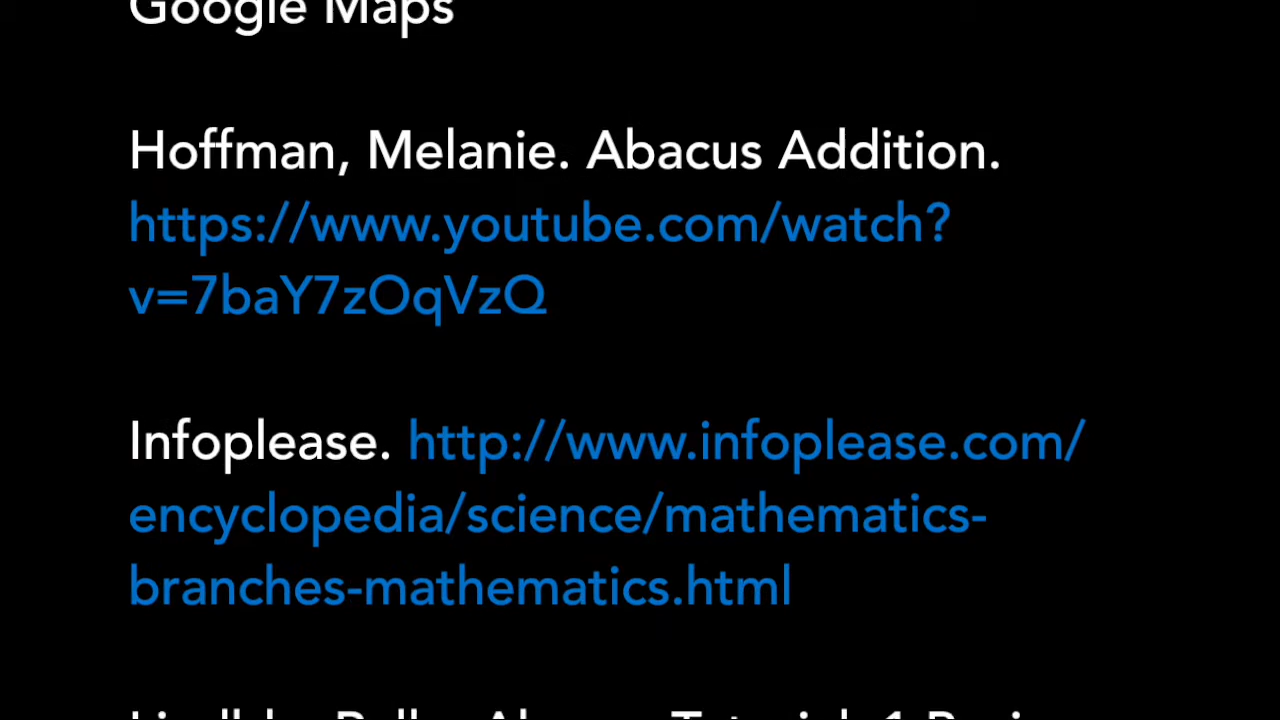 Google Maps
Hoffman, Melanie. Abacus Addition.
https://www.youtube.com/watch?
v=7baY7zOqVzQ
Infoplease. http://www.infoplease.com/
encyclopedia/science/mathematics-
branches-mathematics.html